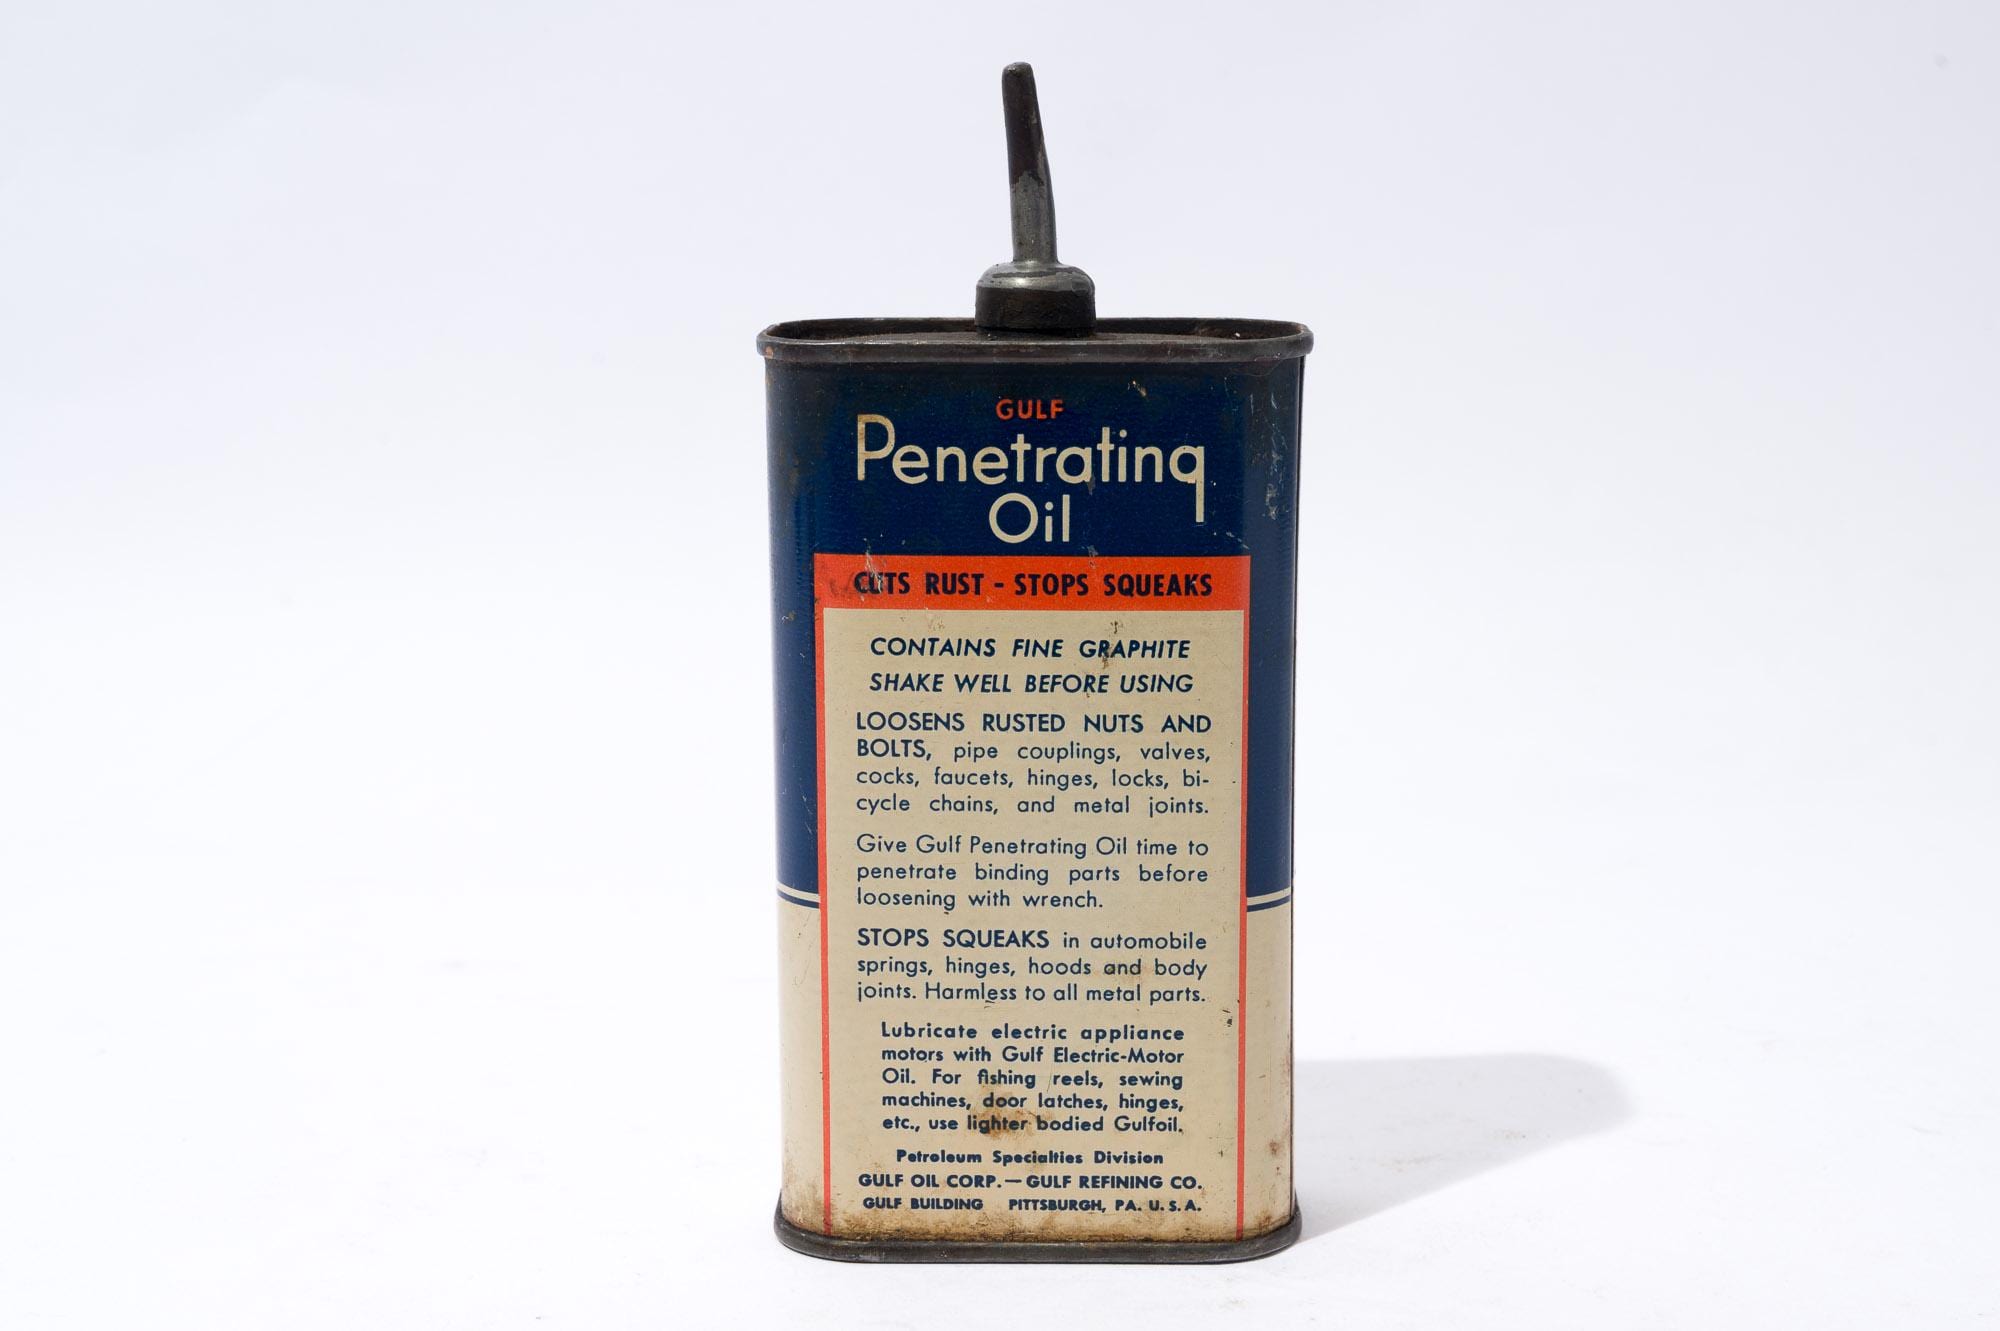 GULF
Penetrating
Oil
CUTS RUST - STOPS SQUEAKS
CONTAINS FINE GRAPHITE
SHAKE WELL BEFORE USING
LOOSENS RUSTED NUTS AND
BOLTS, pipe couplings, valves,
cocks, faucets, hinges, locks, bi-
cycle chains, and metal joints.
Give Gulf Penetrating Oil time to
penetrate binding parts before
loosening with wrench.
STOPS SQUEAKS in automobile
springs, hinges, hoods and body
joints. Harmless to all metal parts.
Lubricate electric appliance
motors with Gulf Electric-Motor
Oil. For fishing reels, sewing
machines, door latches, hinges,
etc., use lighter bodied Gulfoil.
Petroleum Specialties Division
GULF OIL CORP.—GULF REFINING CO.
GULF BUILDING PITTSBURGH, PA. U. S. A.